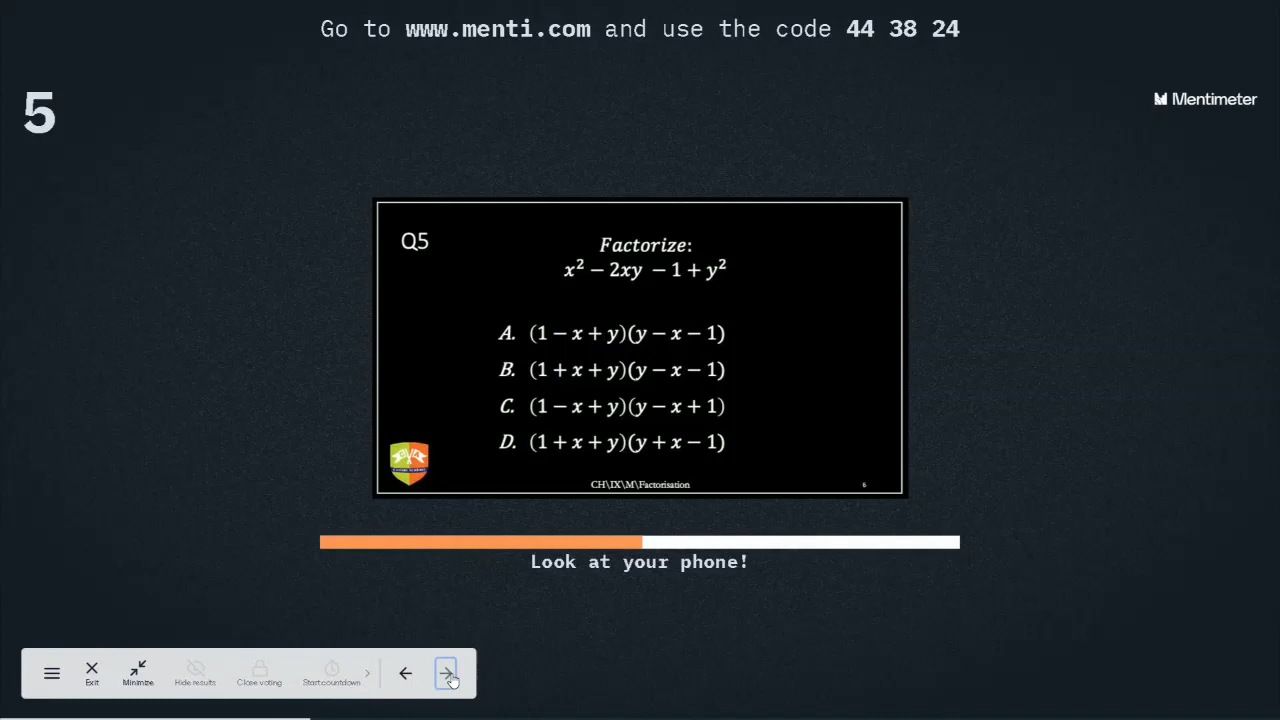 Go to www.menti.com and use the code 44 38 24
5
Mentimeter
Q5
Factorize:
x² − 2xy − 1 + y²
A. (1 − x + y)(y − x − 1)
B. (1 + x + y)(y − x − 1)
C. (1 − x + y)(y − x + 1)
D. (1 + x + y)(y + x − 1)
CH\IX\M\Factorisation
6
Look at your phone!
Exit
Minimize
Hide results
Close voting
Start countdown